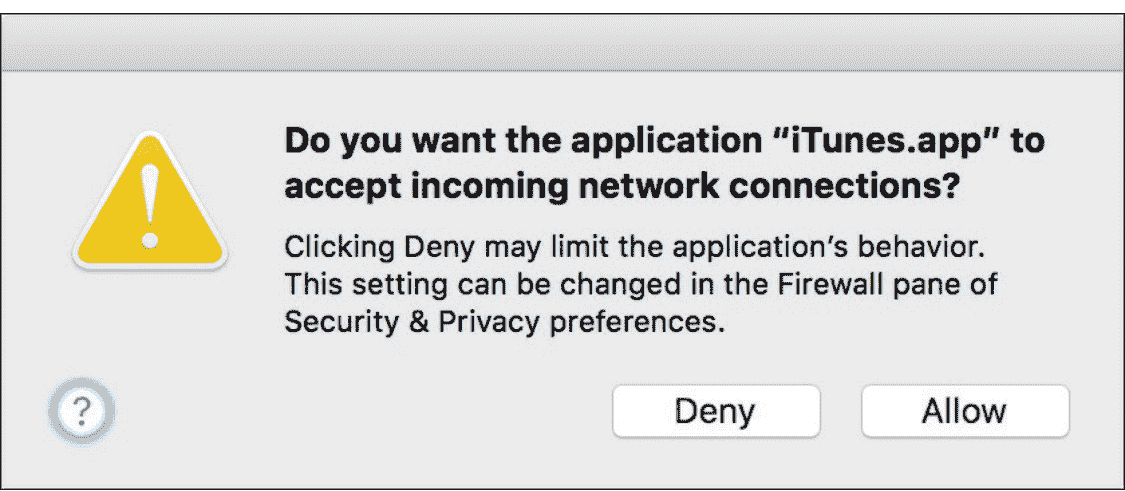 Do you want the application “iTunes.app” to
accept incoming network connections?
Clicking Deny may limit the application’s behavior.
This setting can be changed in the Firewall pane of
Security & Privacy preferences.
?
Deny
Allow